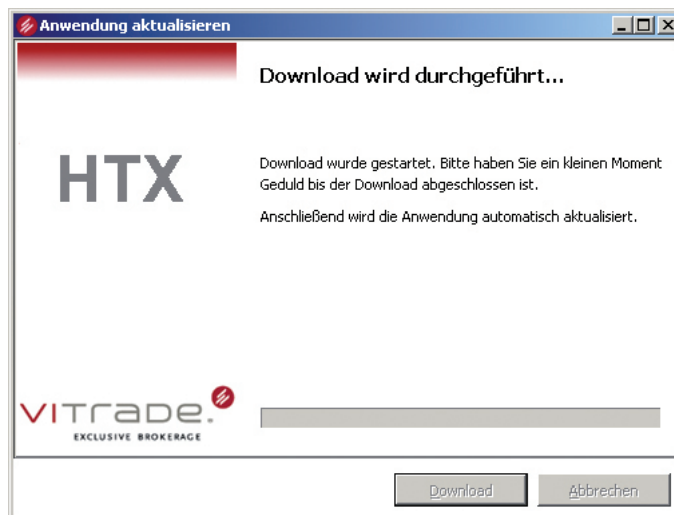 Anwendung aktualisieren
Download wird durchgeführt...
HTX
Download wurde gestartet. Bitte haben Sie ein kleinen Moment
Geduld bis der Download abgeschlossen ist.
Anschließend wird die Anwendung automatisch aktualisiert.
VITrade.
EXCLUSIVE BROKERAGE
Download
Abbrechen